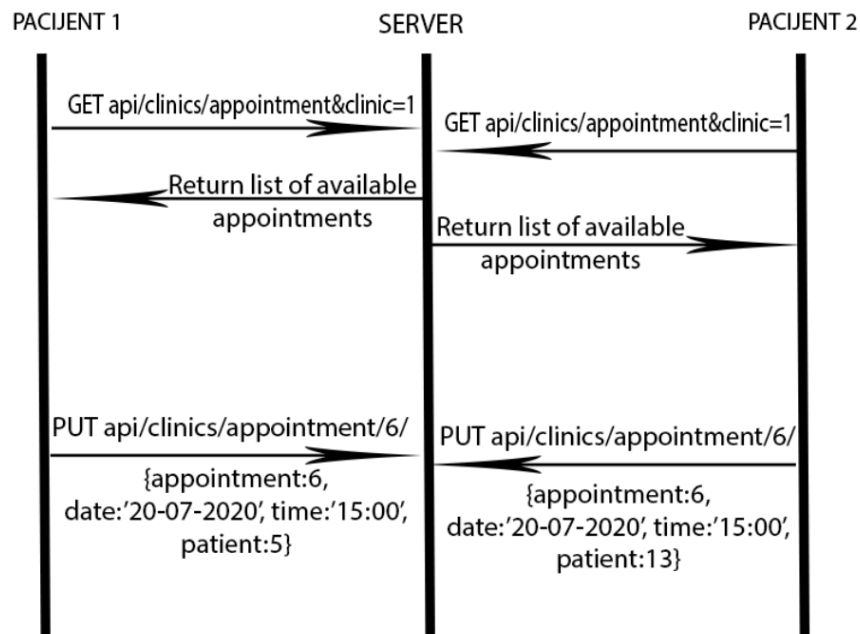 PACIJENT 1
SERVER
PACIJENT 2
GET api/clinics/appointment&clinic=1
GET api/clinics/appointment&clinic=1
Return list of available
appointments
Return list of available
appointments
PUT api/clinics/appointment/6/
{appointment:6,
date:’20-07-2020’, time:’15:00’,
patient:5}
PUT api/clinics/appointment/6/
{appointment:6,
date:’20-07-2020’, time:’15:00’,
patient:13}